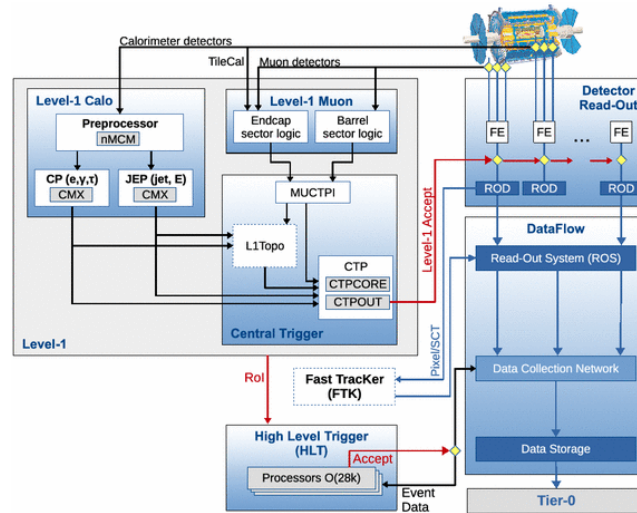 Calorimeter detectors
TileCal
Muon detectors
Level-1 Calo
Preprocessor
nMCM
CP (e,γ,τ)
CMX
JEP (jet, E)
CMX
Level-1 Muon
Endcap
sector logic
Barrel
sector logic
MUCTPI
L1Topo
CTP
CTPCORE
CTPOUT
Central Trigger
Level-1
Level-1 Accept
Detector
Read-Out
FE
FE
...
FE
ROD
ROD
ROD
DataFlow
Read-Out System (ROS)
Data Collection Network
Data Storage
Tier-0
Pixel/SCT
RoI
Fast TracKer
(FTK)
High Level Trigger
(HLT)
Accept
Processors O(28k)
Event
Data